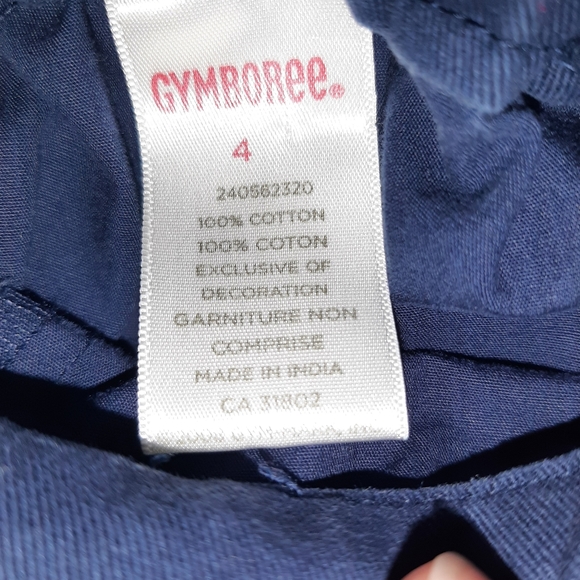 GYMBOREE®
4
240562320
100% COTTON
100% COTON
EXCLUSIVE OF
DECORATION
GARNITURE NON
COMPRISE
MADE IN INDIA
CA 31802